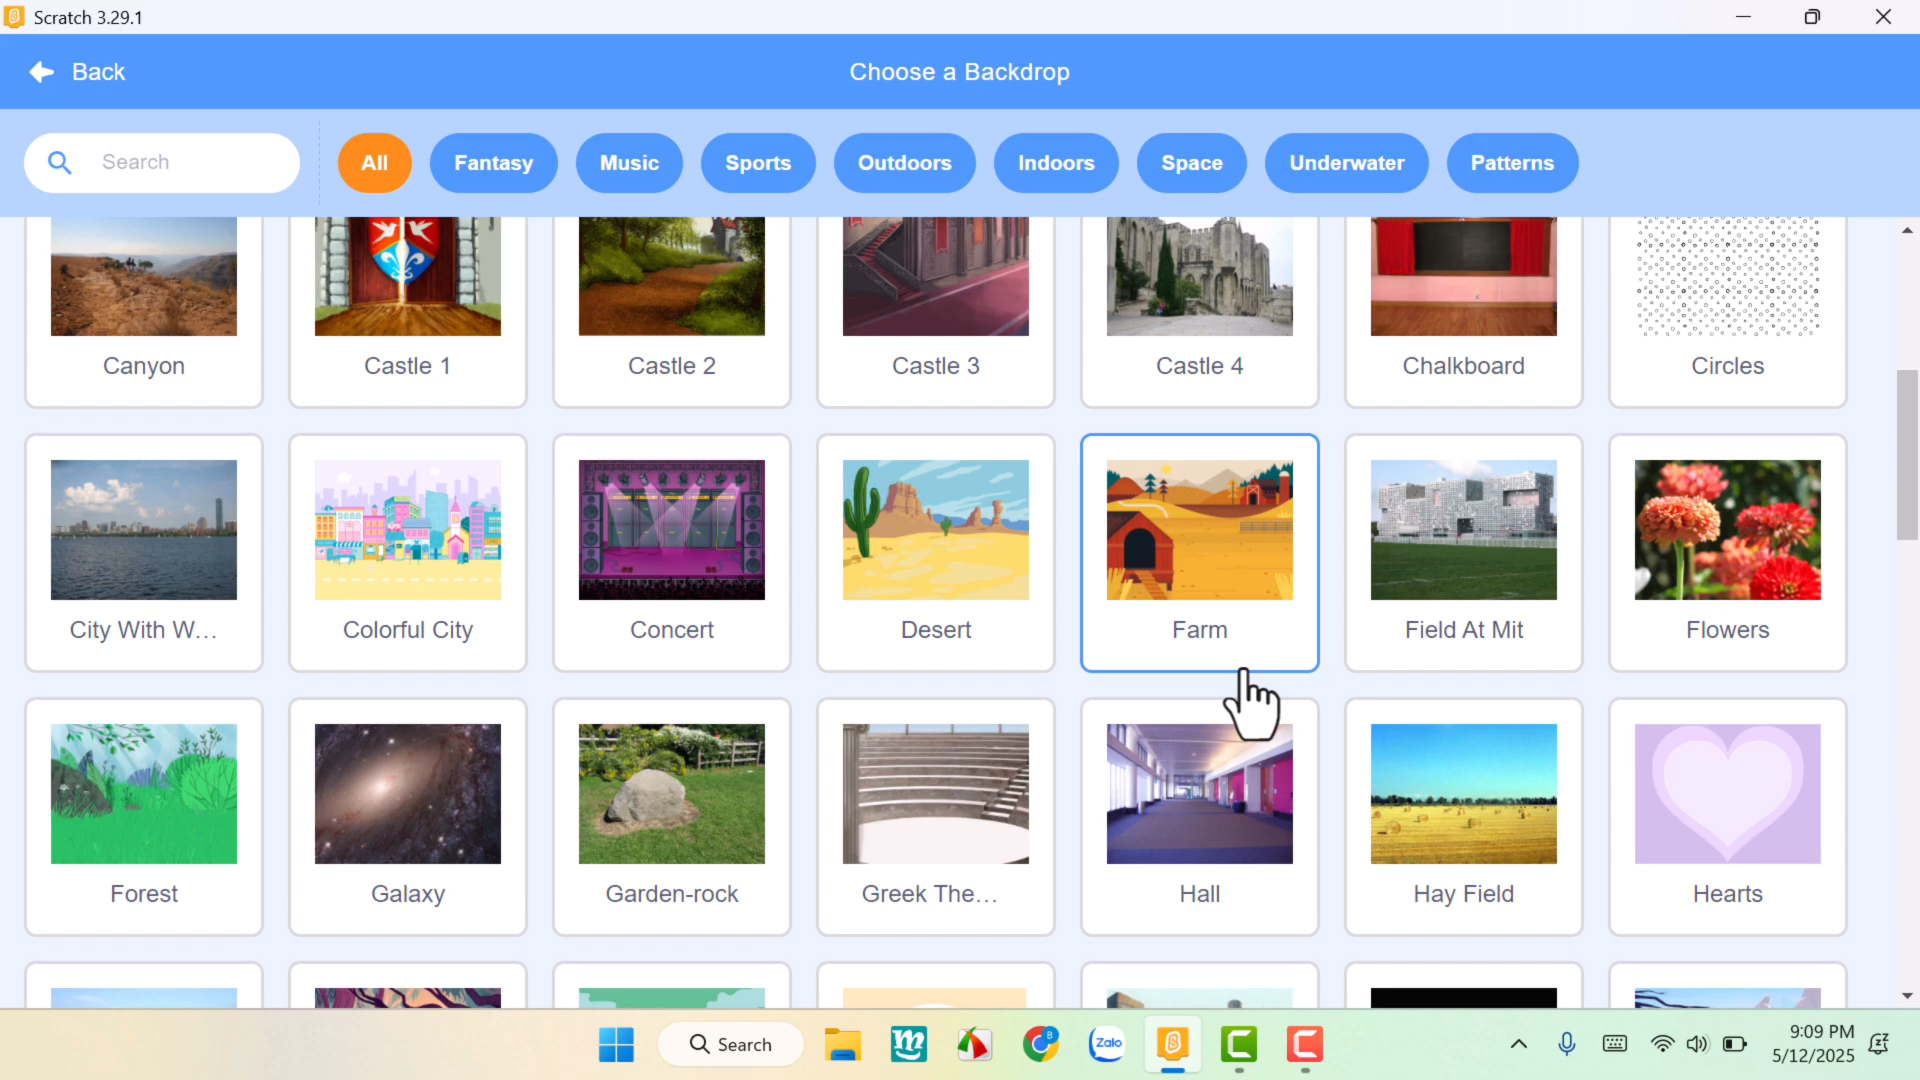 Scratch 3.29.1
Back
Choose a Backdrop
Search
All
Fantasy
Music
Sports
Outdoors
Indoors
Space
Underwater
Patterns
Canyon
Castle 1
Castle 2
Castle 3
Castle 4
Chalkboard
Circles
City With W...
Colorful City
Concert
Desert
Farm
Field At Mit
Flowers
Forest
Galaxy
Garden-rock
Greek The...
Hall
Hay Field
Hearts
Search
Zalo
9:09 PM
5/12/2025